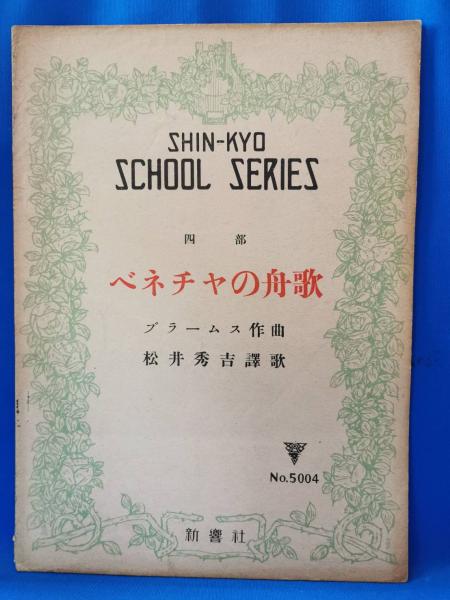 SHIN-KYO
SCHOOL SERIES
四部
ベネチャの舟歌
ブラームス作曲
松井秀吉譯歌
No.5004
新響社